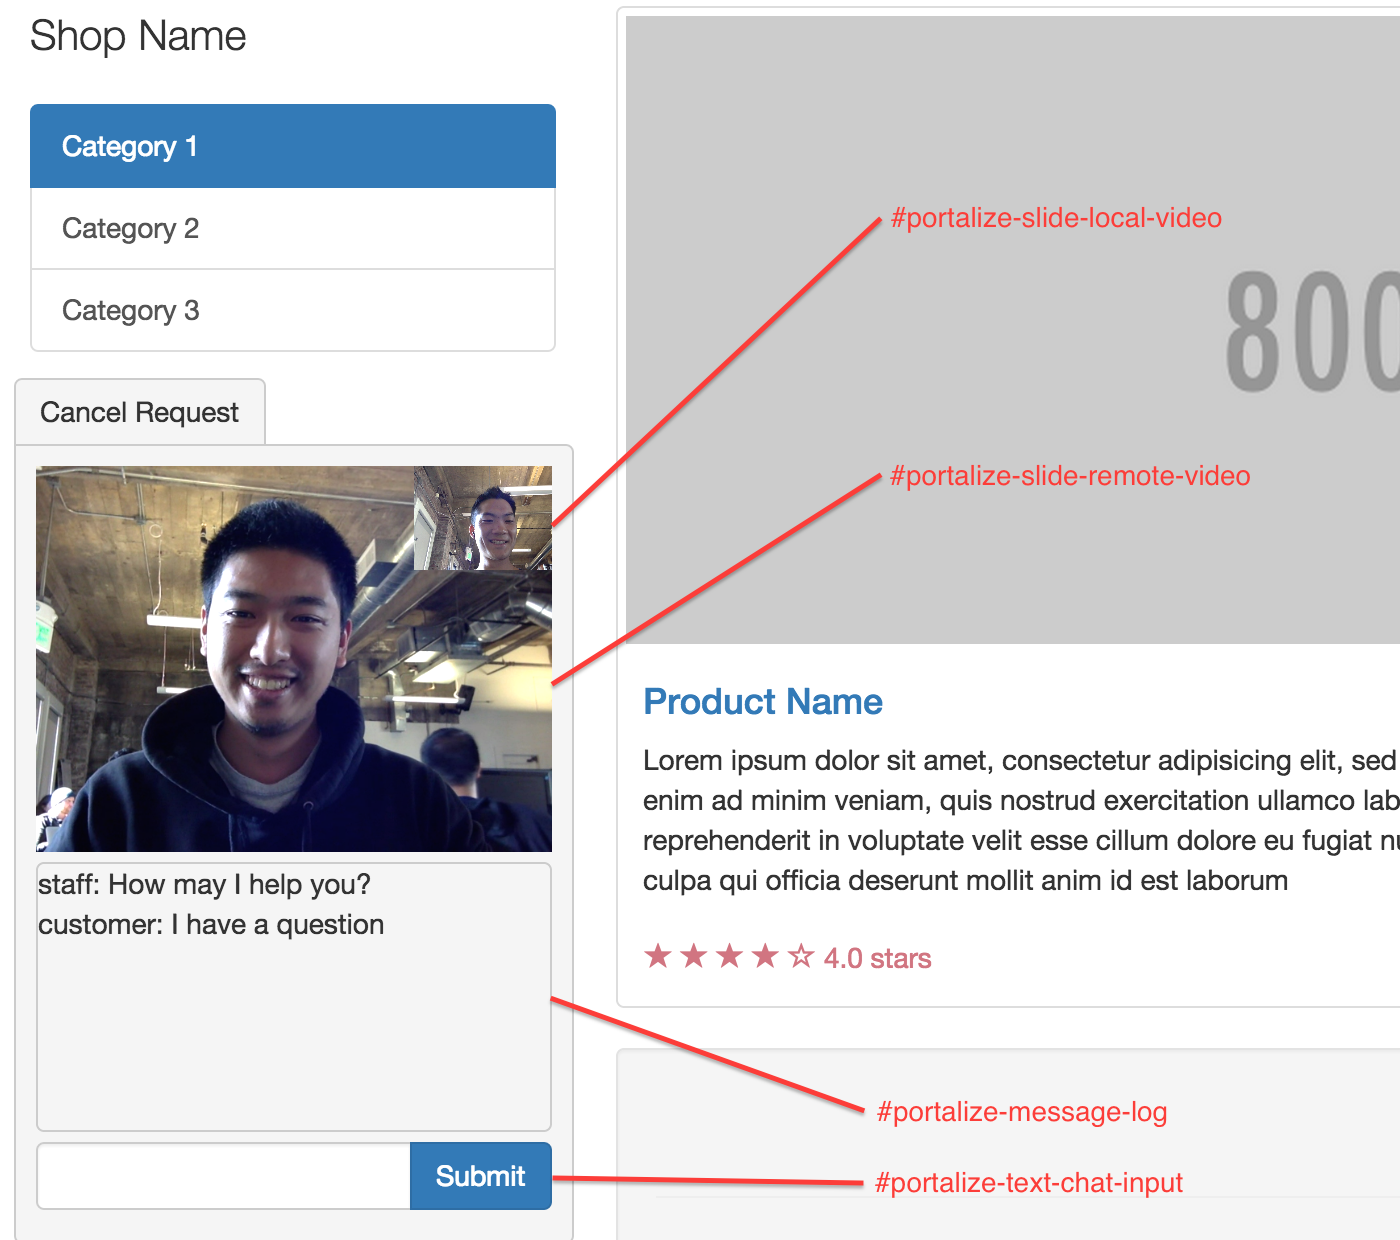 Shop Name
Category 1
Category 2
Category 3
Cancel Request
staff: How may I help you?
customer: I have a question
Submit
#portalize-slide-local-video
800
#portalize-slide-remote-video
Product Name
Lorem ipsum dolor sit amet, consectetur adipisicing elit, sed
enim ad minim veniam, quis nostrud exercitation ullamco lab
reprehenderit in voluptate velit esse cillum dolore eu fugiat nu
culpa qui officia deserunt mollit anim id est laborum
★ ★ ★ ★ ☆ 4.0 stars
#portalize-message-log
#portalize-text-chat-input